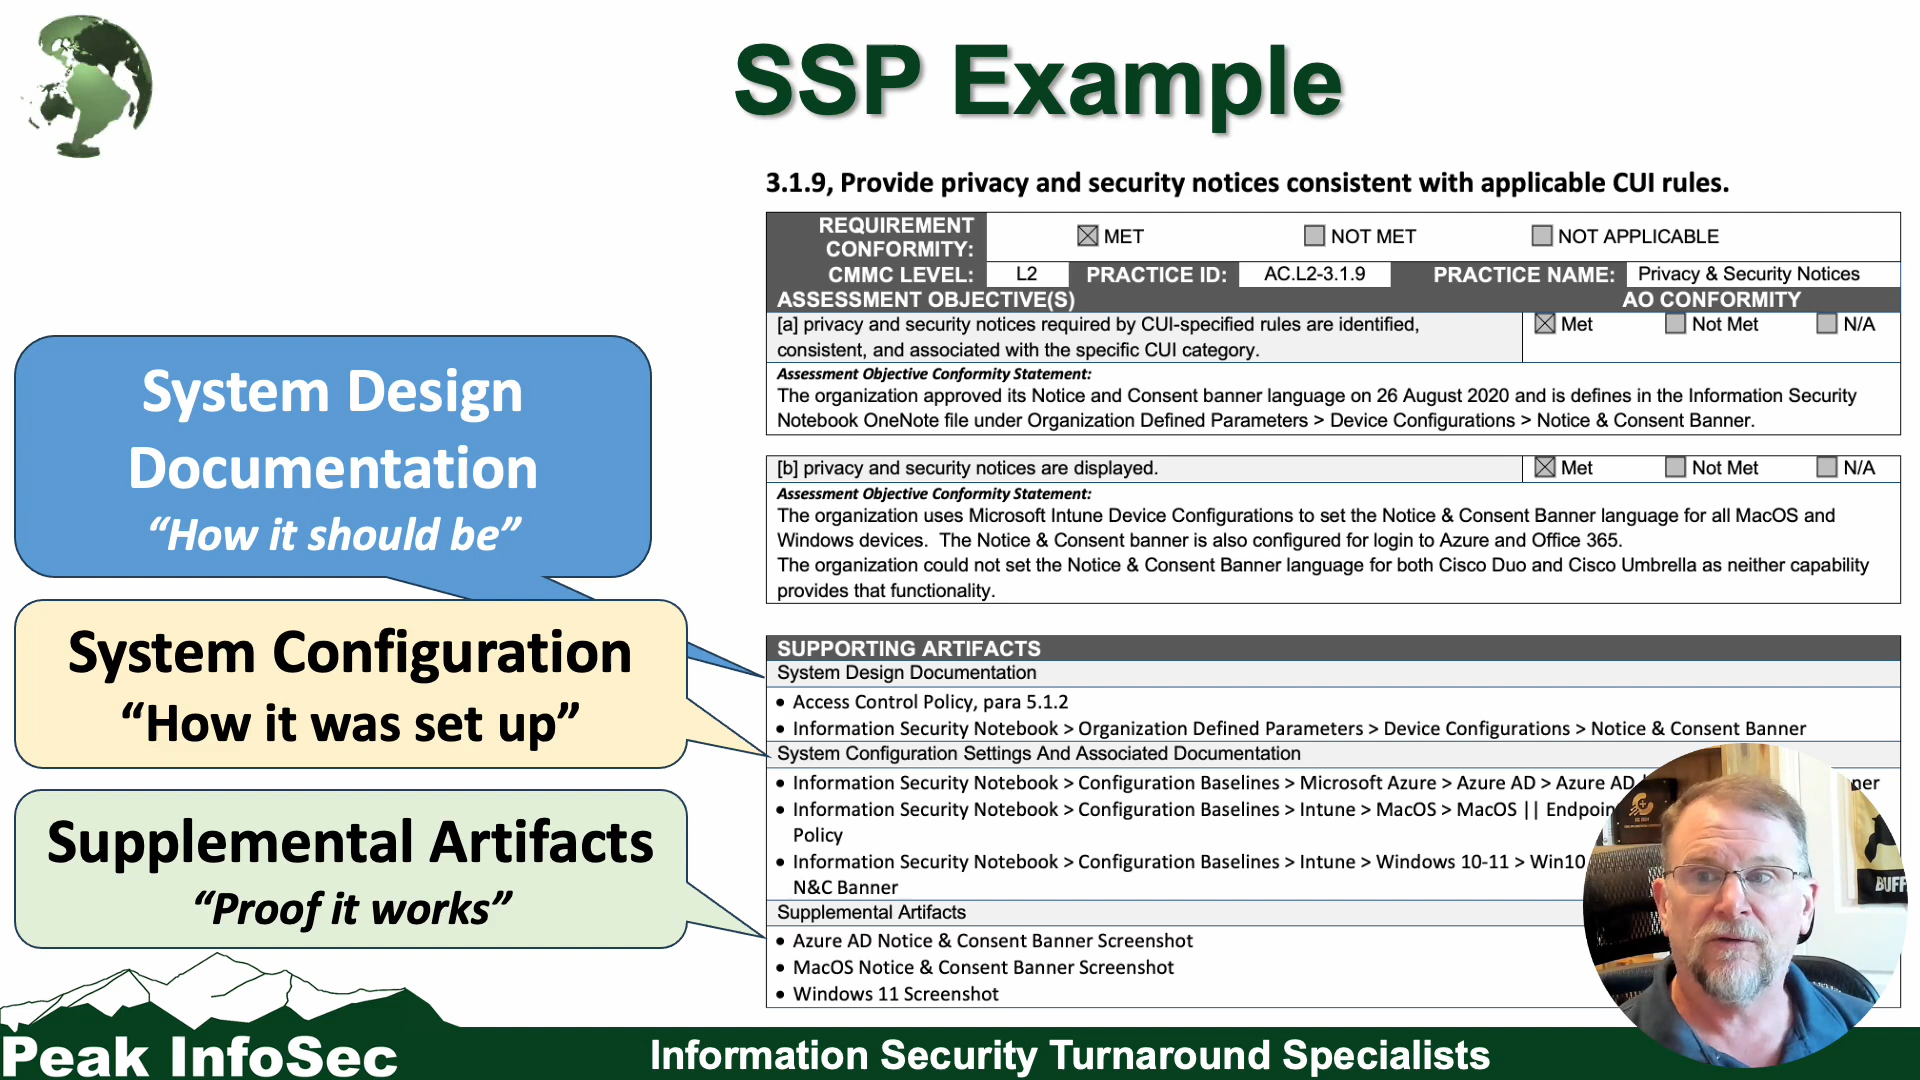 SSP Example
3.1.9, Provide privacy and security notices consistent with applicable CUI rules.
REQUIREMENT
CONFORMITY:
MET
NOT MET
NOT APPLICABLE
CMMC LEVEL:
L2
PRACTICE ID:
AC.L2-3.1.9
PRACTICE NAME:
Privacy & Security Notices
ASSESSMENT OBJECTIVE(S)
AO CONFORMITY
[a] privacy and security notices required by CUI-specified rules are identified,
consistent, and associated with the specific CUI category.
Met
Not Met
N/A
Assessment Objective Conformity Statement:
The organization approved its Notice and Consent banner language on 26 August 2020 and is defines in the Information Security
Notebook OneNote file under Organization Defined Parameters > Device Configurations > Notice & Consent Banner.
[b] privacy and security notices are displayed.
Met
Not Met
N/A
Assessment Objective Conformity Statement:
The organization uses Microsoft Intune Device Configurations to set the Notice & Consent Banner language for all MacOS and
Windows devices. The Notice & Consent banner is also configured for login to Azure and Office 365.
The organization could not set the Notice & Consent Banner language for both Cisco Duo and Cisco Umbrella as neither capability
provides that functionality.
System Design
Documentation
“How it should be”
System Configuration
“How it was set up”
Supplemental Artifacts
“Proof it works”
SUPPORTING ARTIFACTS
System Design Documentation
• Access Control Policy, para 5.1.2
• Information Security Notebook > Organization Defined Parameters > Device Configurations > Notice & Consent Banner
System Configuration Settings And Associated Documentation
• Information Security Notebook > Configuration Baselines > Microsoft Azure > Azure AD > Azure AD
• Information Security Notebook > Configuration Baselines > Intune > MacOS > MacOS || Endpoin
Policy
• Information Security Notebook > Configuration Baselines > Intune > Windows 10-11 > Win10
N&C Banner
Supplemental Artifacts
• Azure AD Notice & Consent Banner Screenshot
• MacOS Notice & Consent Banner Screenshot
• Windows 11 Screenshot
BUFF
Peak InfoSec
Information Security Turnaround Specialists